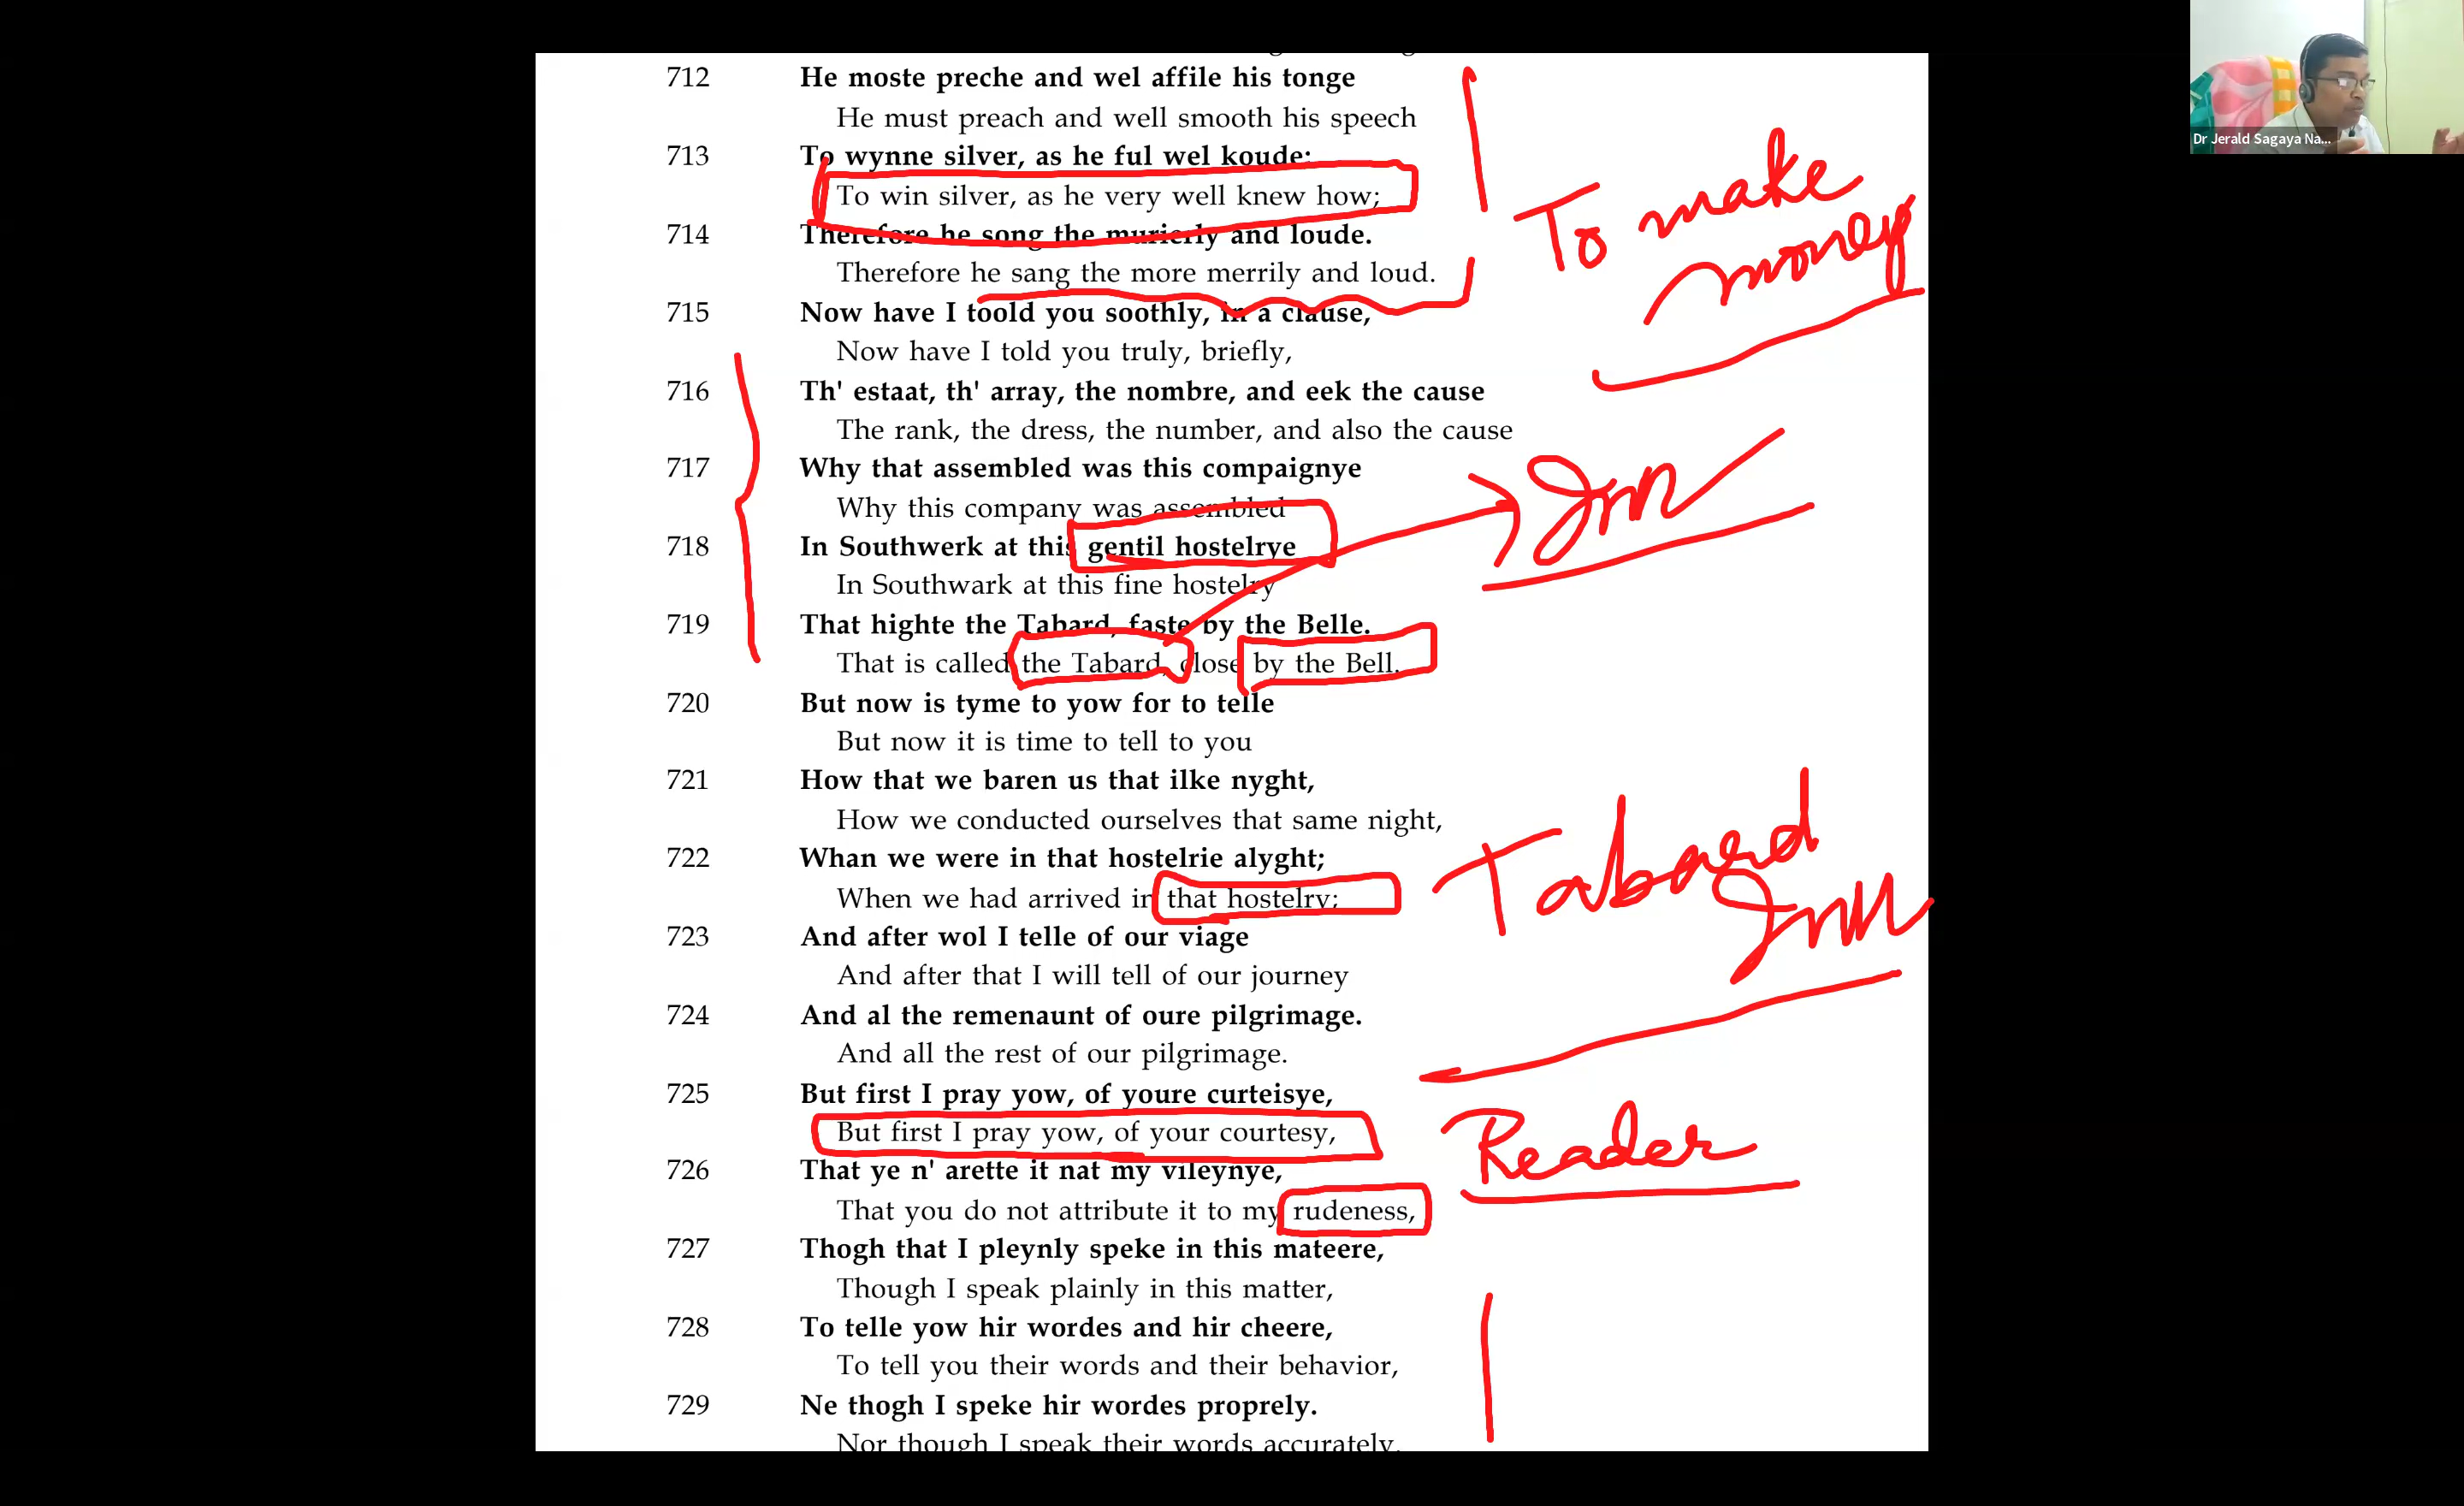 712 He moste preche and wel affile his tonge
He must preach and well smooth his speech
713 To wynne silver, as he ful wel koude;
To win silver, as he very well knew how;
714 Therefore he song the murierly and loude.
Therefore he sang the more merrily and loud.
To make
money
715 Now have I toold you soothly, in a clause,
Now have I told you truly, briefly,
716 Th' estaat, th' array, the nombre, and eek the cause
The rank, the dress, the number, and also the cause
717 Why that assembled was this compaignye
Why this company was assembled
Inn
718 In Southwerk at this gentil hostelrye
In Southwark at this fine hostelry
719 That highte the Tabard, faste by the Belle.
That is called the Tabard, close by the Bell.
720 But now is tyme to yow for to telle
But now it is time to tell to you
721 How that we baren us that ilke nyght,
How we conducted ourselves that same night,
722 Whan we were in that hostelrie alyght;
When we had arrived in that hostelry;
Tabard
Inn
723 And after wol I telle of our viage
And after that I will tell of our journey
724 And al the remenaunt of oure pilgrimage.
And all the rest of our pilgrimage.
725 But first I pray yow, of youre curteisye,
But first I pray yow, of your courtesy,
Reader
726 That ye n' arette it nat my vileynye,
That you do not attribute it to my rudeness,
727 Thogh that I pleynly speke in this mateere,
Though I speak plainly in this matter,
728 To telle yow hir wordes and hir cheere,
To tell you their words and their behavior,
729 Ne thogh I speke hir wordes proprely.
Nor though I speak their words accurately.
Dr Jerald Sagaya Na...